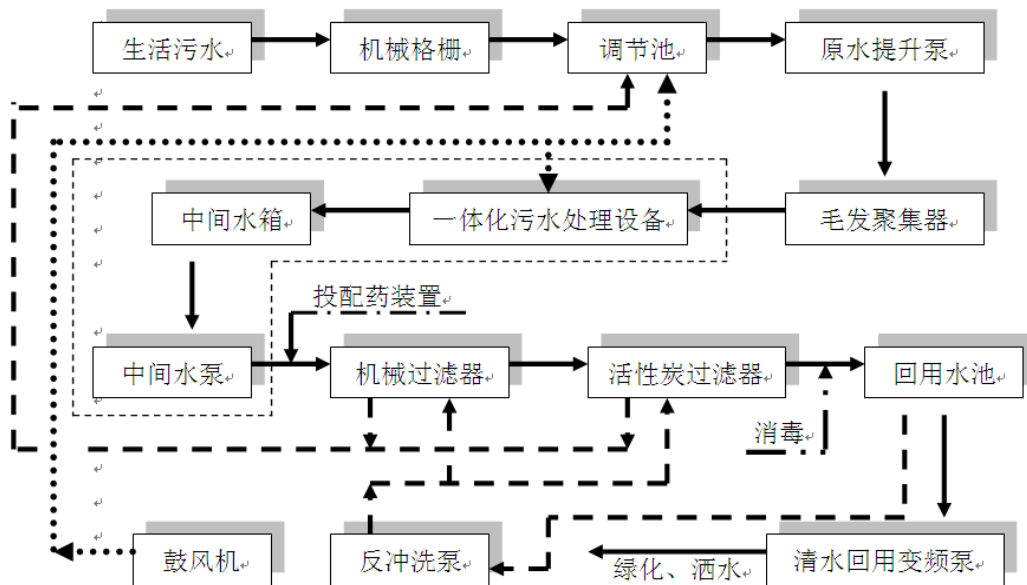 生活污水
机械格栅
调节池
原水提升泵
中间水箱
一体化污水处理设备
毛发聚集器
投配药装置
中间水泵
机械过滤器
活性炭过滤器
回用水池
消毒
鼓风机
反冲洗泵
绿化、洒水
清水回用变频泵